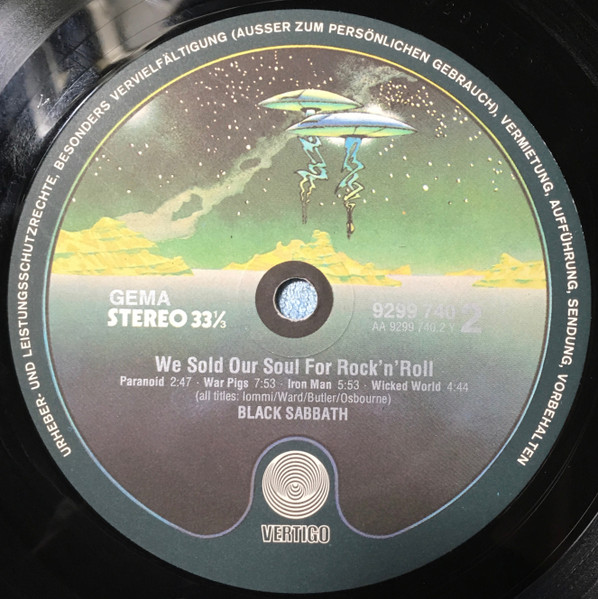 URHEBER- UND LEISTUNGSSCHUTZRECHTE, BESONDERS VERVIELFÄLTIGUNG (AUSSER ZUM PERSÖNLICHEN GEBRAUCH), VERMIETUNG, AUFFÜHRUNG, SENDUNG, VORBEHALTEN
GEMA
STEREO 33⅓
9299 740 2
AA 9299 740.2 Y
We Sold Our Soul For Rock'n'Roll
Paranoid 2:47 · War Pigs 7:53 · Iron Man 5:53 · Wicked World 4:44
(all titles: Iommi/Ward/Butler/Osbourne)
BLACK SABBATH
VERTIGO